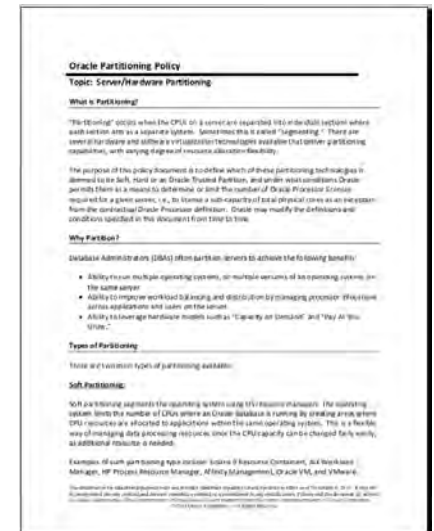 Oracle Partitioning Policy
Topic: Server/Hardware Partitioning
What is Partitioning?
"Partitioning" occurs when the CPUs on a server are separated into individual sections where
each section acts as a separate system. Sometimes this is called "segmenting." There are
several hardware and software virtualization technologies available that deliver partitioning
capabilities, with varying degree of resource allocation flexibility.
The purpose of this policy document is to define which of these partitioning technologies is
deemed to be Soft, Hard or an Oracle Trusted Partition, and under what conditions Oracle
permits them as a means to determine or limit the number of Oracle Processor licenses
required for a given server, i.e., to license a sub-capacity of total physical cores as an exception
from the contractual Oracle Processor definition. Oracle may modify the definitions and
conditions specified in this document from time to time.
Why Partition?
Database Administrators (DBAs) often partition servers to achieve the following benefits:
• Ability to run multiple operating systems, or multiple versions of an operating system, on
the same server
• Ability to improve workload balancing and distribution by managing processor allocations
across applications and users on the server
• Ability to leverage hardware models such as "Capacity on Demand" and "Pay As You
Grow."
Types of Partitioning
There are two main types of partitioning available:
Soft Partitioning:
Soft partitioning segments the operating system using OS resource managers. The operating
system limits the number of CPUs where an Oracle database is running by creating areas where
CPU resources are allocated to applications within the same operating system. This is a flexible
way of managing data processing resources since the CPU capacity can be changed fairly easily,
as additional resource is needed.
Examples of such partitioning type include: Solaris 9 Resource Containers, AIX Workload
Manager, HP Process Resource Manager, Affinity Management, Oracle VM, and VMware.